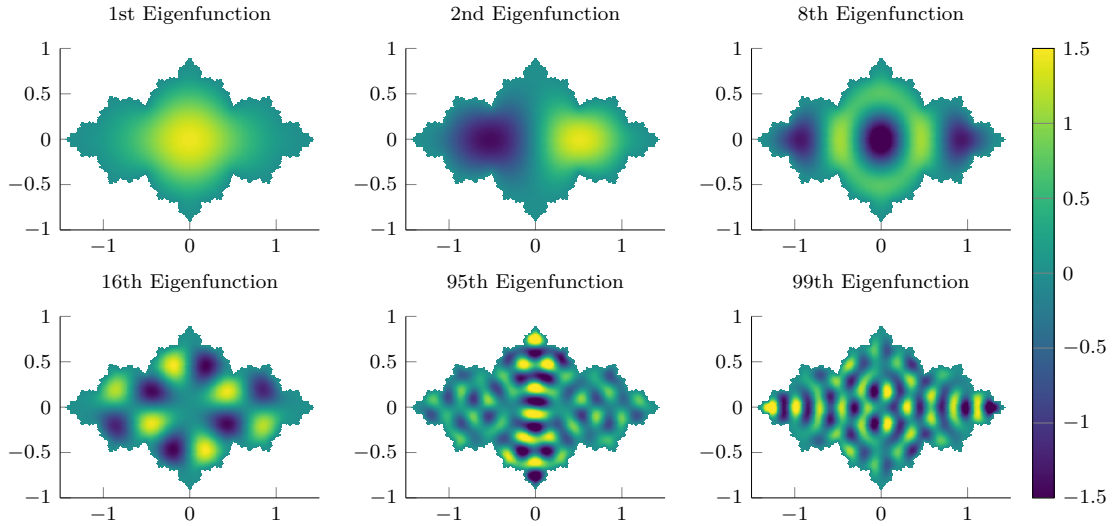 1st Eigenfunction 2nd Eigenfunction 8th Eigenfunction
1 1 1 1.5
0.5 0.5 0.5 1
0 0 0 0.5
−0.5 −0.5 −0.5
−1 −1 −1
−1 0 1 −1 0 1 −1 0 1
0
16th Eigenfunction 95th Eigenfunction 99th Eigenfunction
1 1 1
0.5 0.5 0.5 −0.5
0 0 0
−0.5 −0.5 −0.5 −1
−1 −1 −1 −1.5
−1 0 1 −1 0 1 −1 0 1